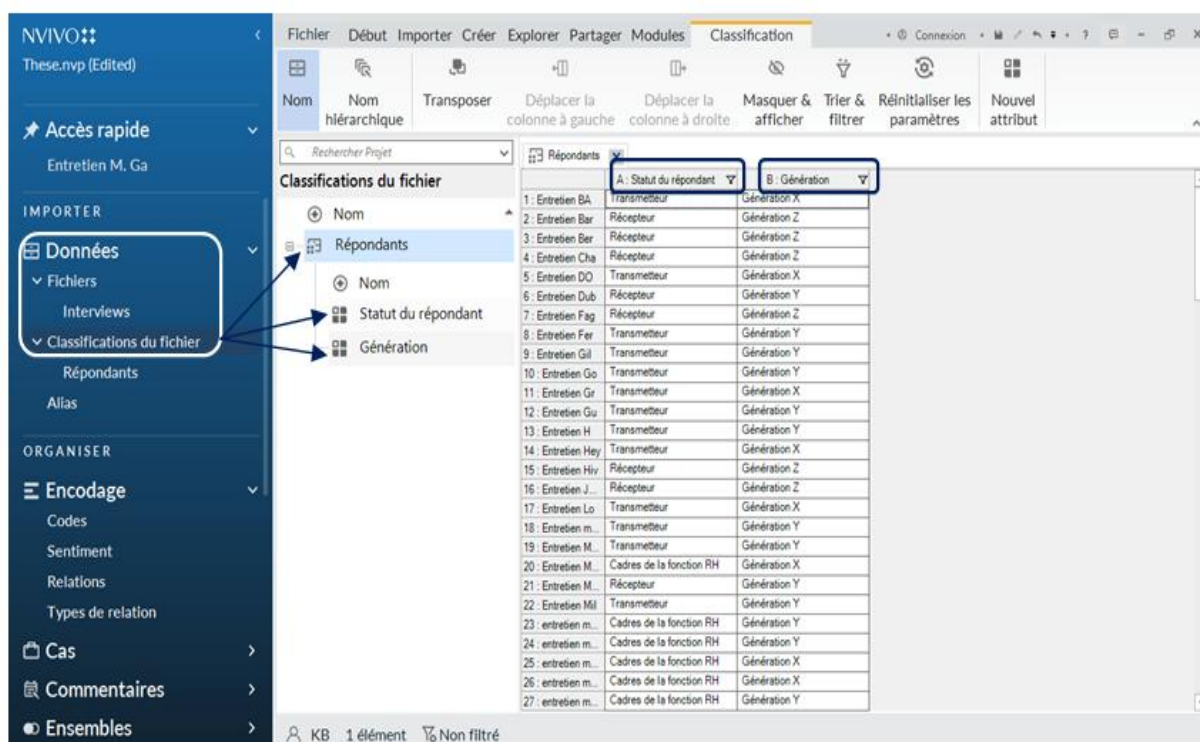 NVIVO
These.nvp (Edited)
Accès rapide
Entretien M. Ga
IMPORTER
Données
Fichiers
Interviews
Classifications du fichier
Répondants
Alias
ORGANISER
Encodage
Codes
Sentiment
Relations
Types de relation
Cas
Commentaires
Ensembles
Fichier Début Importer Créer Explorer Partager Modules Classification Connexion
Nom
Nom hiérarchique
Transposer
Déplacer la colonne à gauche
Déplacer la colonne à droite
Masquer & afficher
Trier & filtrer
Réinitialiser les paramètres
Nouvel attribut
Rechercher Projet
Classifications du fichier
Nom
Répondants
Nom
Statut du répondant
Génération
Répondants
A : Statut du répondant B : Génération
1 : Entretien BA Transmetteur Génération X
2 : Entretien Bar Récepteur Génération Z
3 : Entretien Ber Récepteur Génération Z
4 : Entretien Cha Récepteur Génération Z
5 : Entretien DO Transmetteur Génération X
6 : Entretien Dub Récepteur Génération Y
7 : Entretien Fag Récepteur Génération Z
8 : Entretien Fer Transmetteur Génération Y
9 : Entretien Gil Transmetteur Génération Y
10 : Entretien Go Transmetteur Génération Y
11 : Entretien Gr Transmetteur Génération X
12 : Entretien Gu Transmetteur Génération Y
13 : Entretien H Transmetteur Génération Y
14 : Entretien Hey Transmetteur Génération X
15 : Entretien Hiv Récepteur Génération Z
16 : Entretien J... Récepteur Génération Z
17 : Entretien Lo Transmetteur Génération X
18 : Entretien m... Transmetteur Génération Y
19 : Entretien M... Transmetteur Génération Y
20 : Entretien M... Cadres de la fonction RH Génération X
21 : Entretien M... Récepteur Génération Y
22 : Entretien Mil Transmetteur Génération Y
23 : entretien m... Cadres de la fonction RH Génération Y
24 : entretien m... Cadres de la fonction RH Génération Y
25 : entretien m... Cadres de la fonction RH Génération X
26 : entretien m... Cadres de la fonction RH Génération X
27 : entretien m... Cadres de la fonction RH Génération Y
KB 1 élément Non filtré